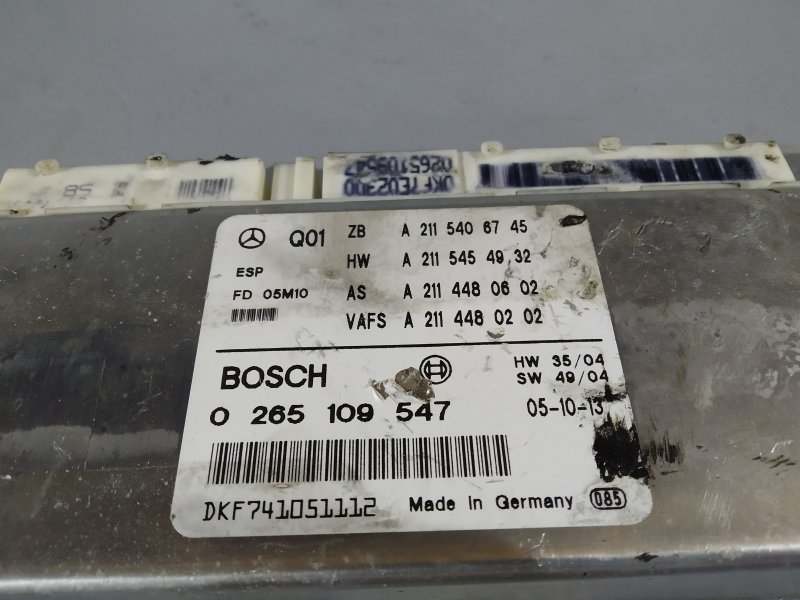 0265109547
DKF7E02300
Q01 ZB A 211 540 67 45
HW A 211 545 49 32
ESP
FD 05M10
AS A 211 448 06 02
VAFS A 211 448 02 02
BOSCH
HW 35/04
SW 49/04
0 265 109 547
05-10-13
DKF741051112
Made in Germany
085